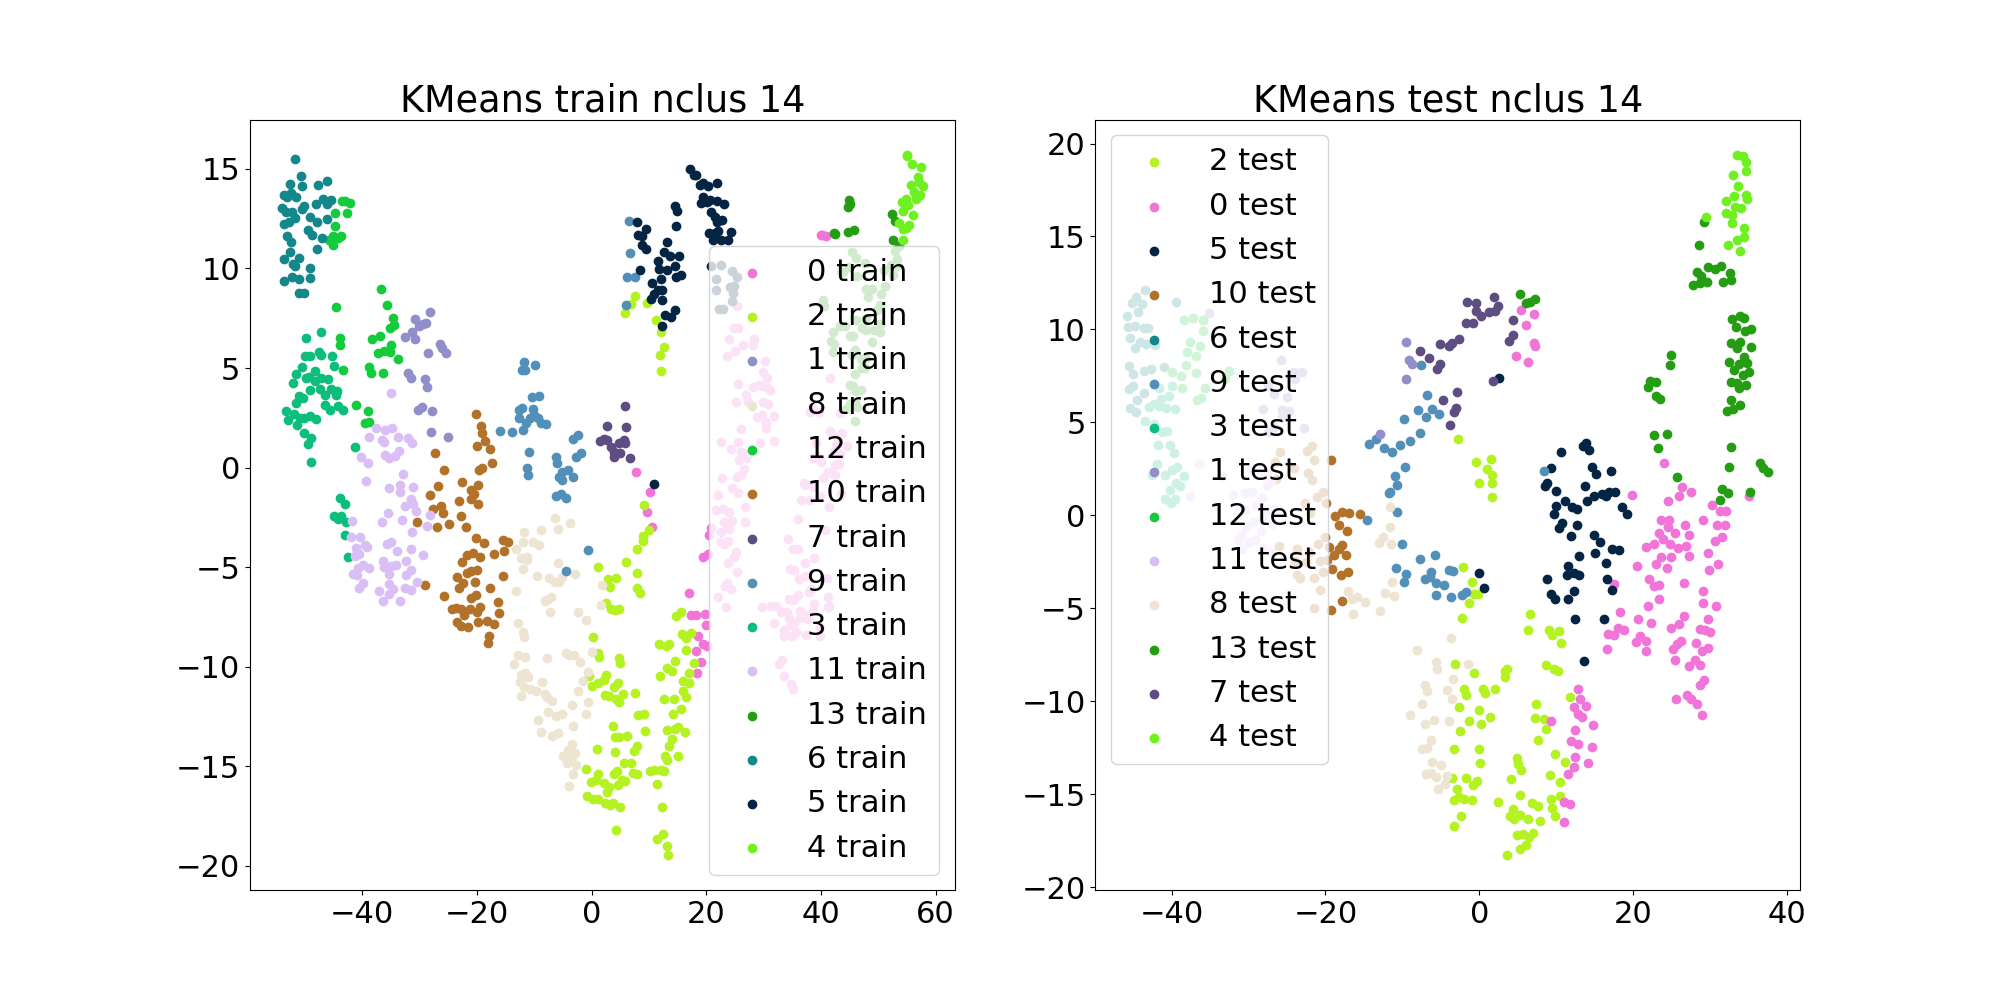 KMeans train nclus 14
15
10
5
0
−5
−10
−15
−20
−40
−20
0
20
40
60
0 train
2 train
1 train
8 train
12 train
10 train
7 train
9 train
3 train
11 train
13 train
6 train
5 train
4 train
KMeans test nclus 14
20
15
10
5
0
−5
−10
−15
−20
−40
−20
0
20
40
2 test
0 test
5 test
10 test
6 test
9 test
3 test
1 test
12 test
11 test
8 test
13 test
7 test
4 test